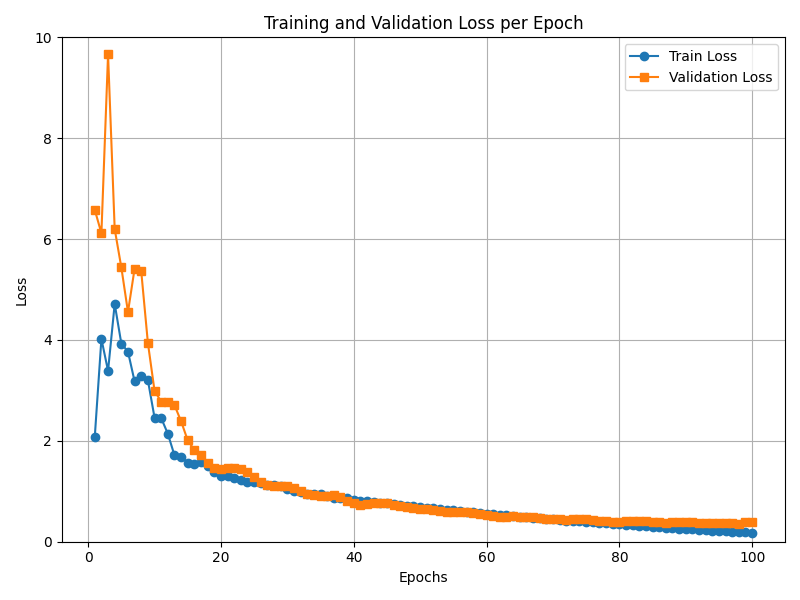 Training and Validation Loss per Epoch
10
8
6
4
2
0
Loss
Train Loss
Validation Loss
0 20 40 60 80 100
Epochs